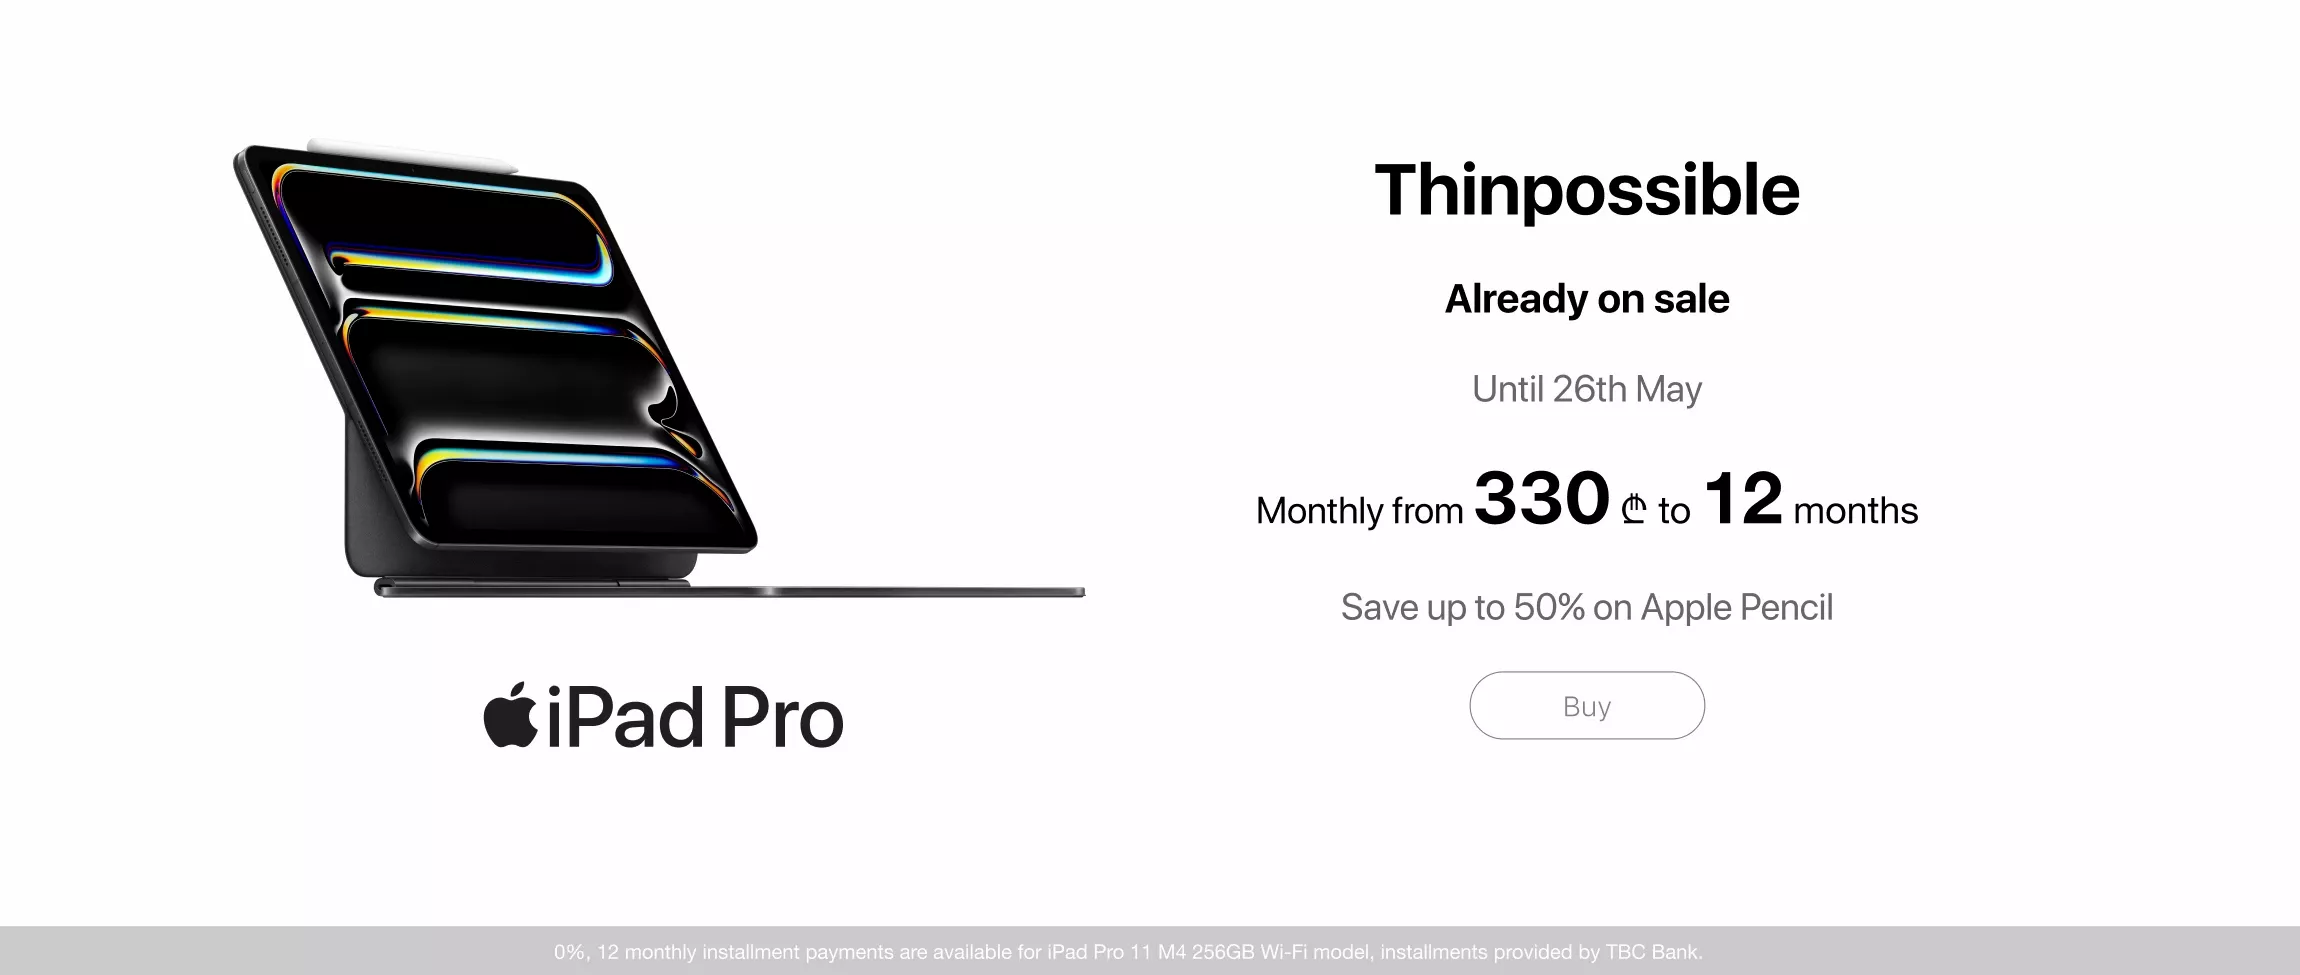 iPad Pro
Thinpossible
Already on sale
Until 26th May
Monthly from 330 ₾ to 12 months
Save up to 50% on Apple Pencil
Buy
0%, 12 monthly installment payments are available for iPad Pro 11 M4 256GB Wi-Fi model, installments provided by TBC Bank.